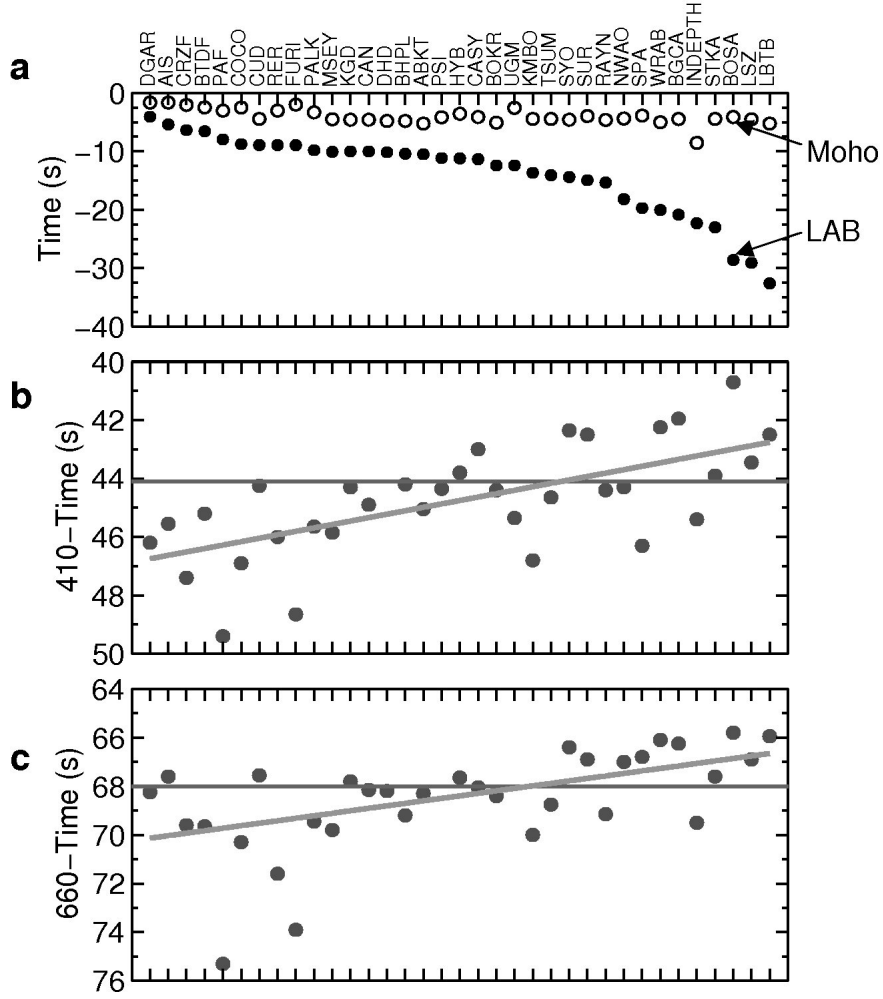 a
DGAR AIS CRZF BTDF PAF COCO CUD RER FURI PALK MSEY KGD CAN DHD BHPL ABKT PSI HYB CASY BOKR UGM KMBO TSUM SYO SUR RAYN NWAO SPA WRAB BGCA INDEPTH STKA BOSA LSZ LBTB
0
−10
−20
−30
−40
Time (s)
Moho
LAB
b
40
42
44
46
48
50
410−Time (s)
c
64
66
68
70
72
74
76
660−Time (s)